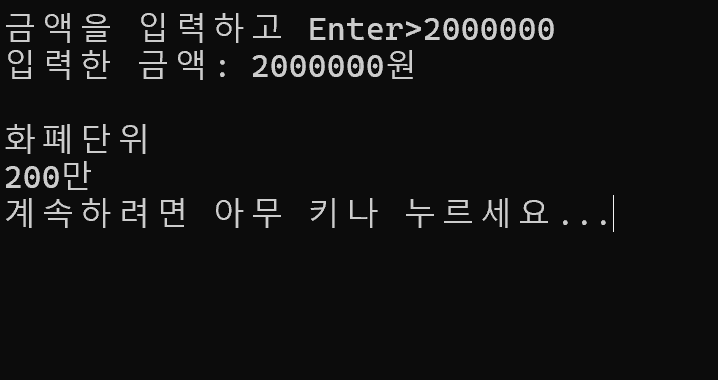 금액을 입력하고 Enter>2000000
입력한 금액: 2000000원
화폐단위
200만
계속하려면 아무 키나 누르세요...